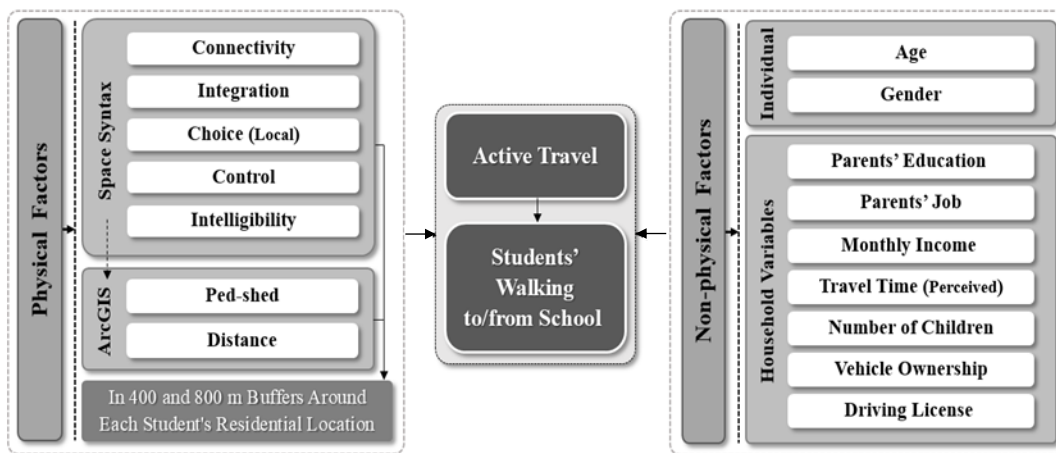 Physical Factors
Space Syntax
Connectivity
Integration
Choice (Local)
Control
Intelligibility
ArcGIS
Ped-shed
Distance
In 400 and 800 m Buffers Around
Each Student's Residential Location
Active Travel
Students’
Walking
to/from School
Non-physical Factors
Individual
Age
Gender
Household Variables
Parents’ Education
Parents’ Job
Monthly Income
Travel Time (Perceived)
Number of Children
Vehicle Ownership
Driving License